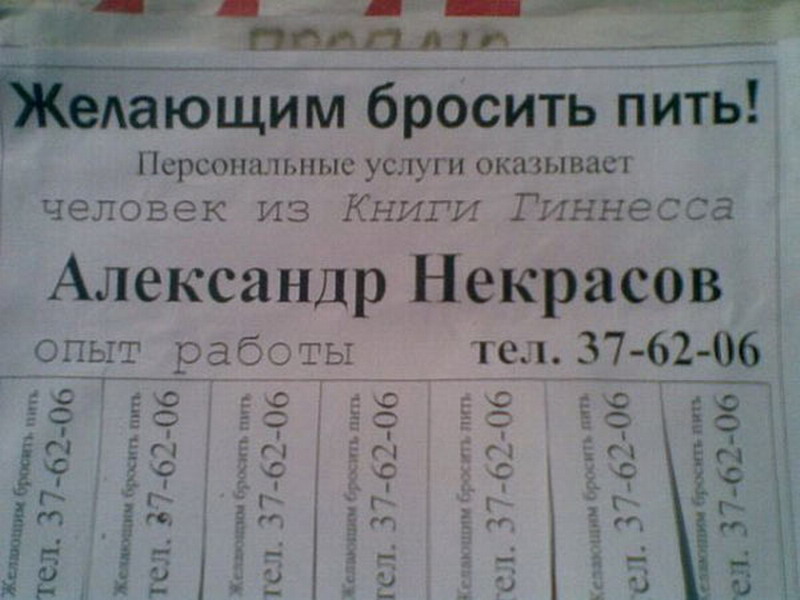 Желающим бросить пить!
Персональные услуги оказывает
человек из Книги Гиннесса
Александр Некрасов
опыт работы тел. 37-62-06
Желающим бросить пить
тел. 37-62-06
Желающим бросить пить
тел. 37-62-06
Желающим бросить пить
тел. 37-62-06
Желающим бросить пить
тел. 37-62-06
Желающим бросить пить
тел. 37-62-06
Желающим бросить пить
тел. 37-62-06
Желающим бросить пить
тел. 37-62-06